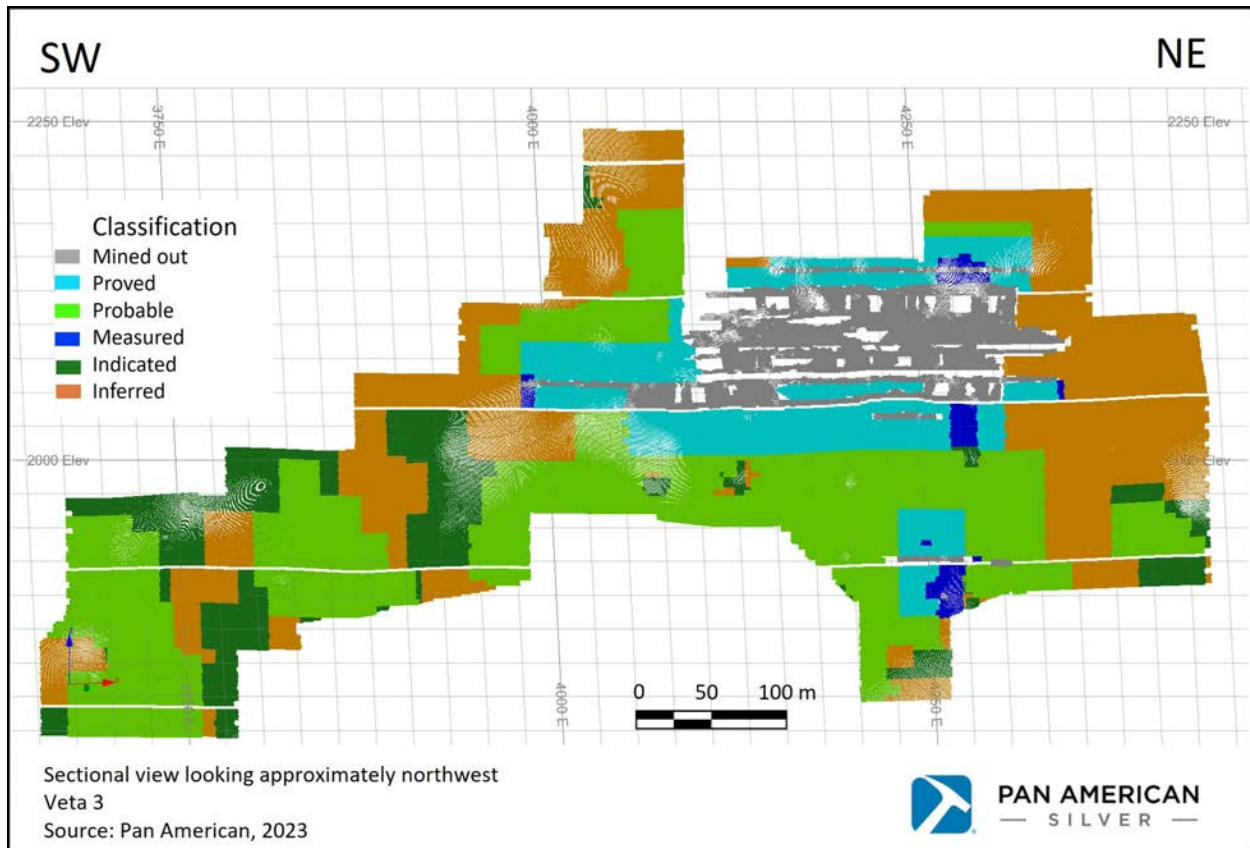 SW
NE
2250 Elev
3750 E
4000 E
4250 E
2250 Elev
Classification
Mined out
Proved
Probable
Measured
Indicated
Inferred
2000 Elev
0 50 100 m
4000 E
Sectional view looking approximately northwest
Veta 3
Source: Pan American, 2023
PAN AMERICAN
SILVER